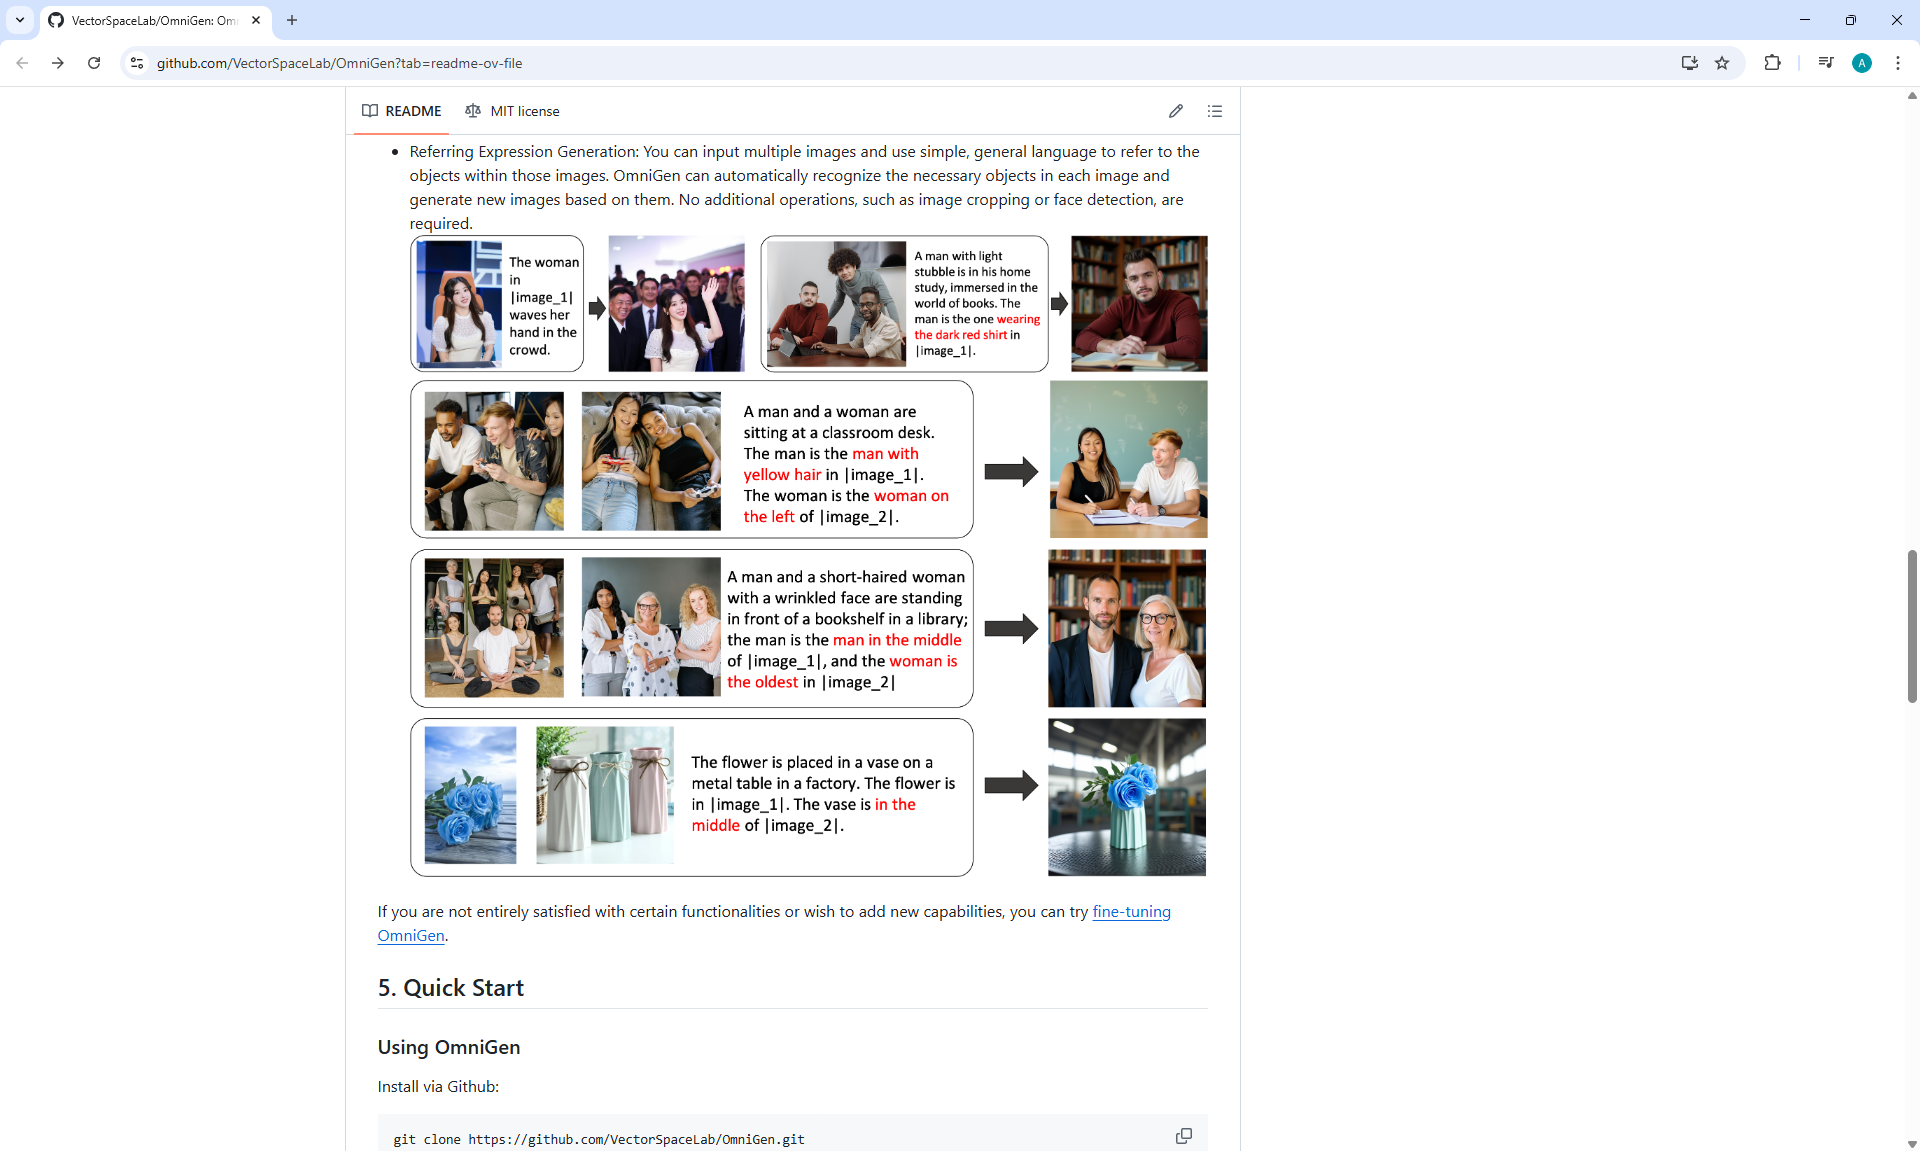 VectorSpaceLab/OmniGen: Om
github.com/VectorSpaceLab/OmniGen?tab=readme-ov-file
A
README
MIT license
Referring Expression Generation: You can input multiple images and use simple, general language to refer to the
objects within those images. OmniGen can automatically recognize the necessary objects in each image and
generate new images based on them. No additional operations, such as image cropping or face detection, are
required.
The woman
in
|image_1|
waves her
hand in the
crowd.
A man with light
stubble is in his home
study, immersed in the
world of books. The
man is the one wearing
the dark red shirt in
|image_1|.
A man and a woman are
sitting at a classroom desk.
The man is the man with
yellow hair in |image_1|.
The woman is the woman on
the left of |image_2|.
A man and a short-haired woman
with a wrinkled face are standing
in front of a bookshelf in a library;
the man is the man in the middle
of |image_1|, and the woman is
the oldest in |image_2|
The flower is placed in a vase on a
metal table in a factory. The flower is
in |image_1|. The vase is in the
middle of |image_2|.
If you are not entirely satisfied with certain functionalities or wish to add new capabilities, you can try fine-tuning
OmniGen.
5. Quick Start
Using OmniGen
Install via Github:
git clone https://github.com/VectorSpaceLab/OmniGen.git